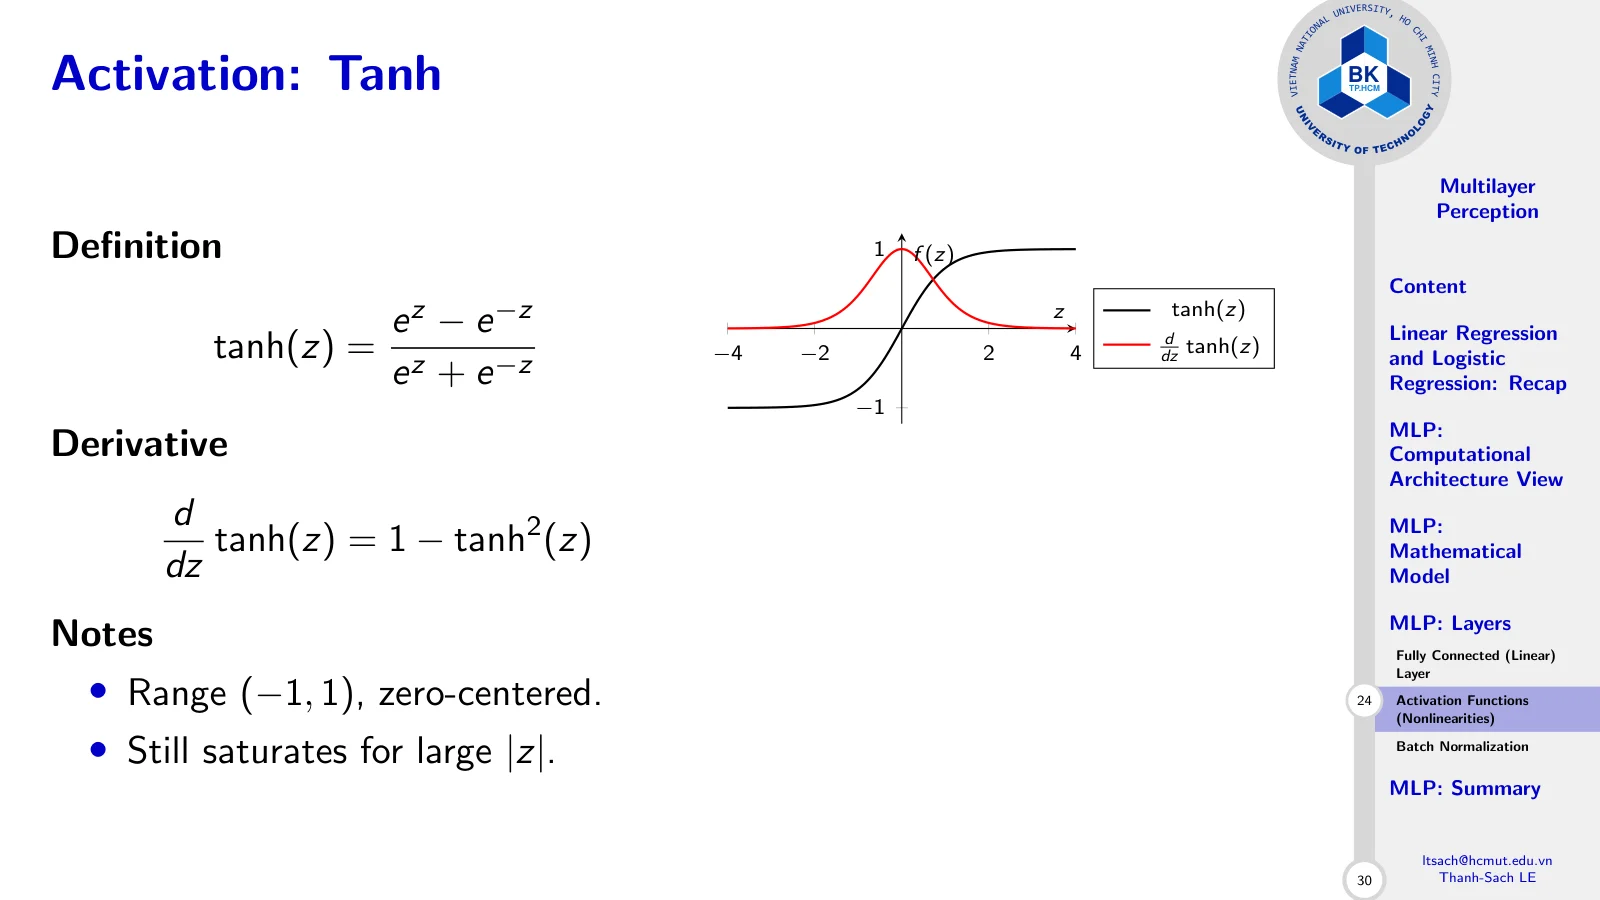 Activation: Tanh
Definition
tanh(z) = \frac{e^z − e^{−z}}{e^z + e^{−z}}
Derivative
\frac{d}{dz} tanh(z) = 1 − tanh²(z)
Notes
• Range (−1, 1), zero-centered.
• Still saturates for large |z|.
1
f(z)
z
−4
−2
2
4
−1
tanh(z)
\frac{d}{dz} tanh(z)
VIETNAM NATIONAL UNIVERSITY, HO CHI MINH CITY
BK
TP.HCM
UNIVERSITY OF TECHNOLOGY
Multilayer
Perception
Content
Linear Regression
and Logistic
Regression: Recap
MLP:
Computational
Architecture View
MLP:
Mathematical
Model
MLP: Layers
Fully Connected (Linear)
Layer
24
Activation Functions
(Nonlinearities)
Batch Normalization
MLP: Summary
ltsach@hcmut.edu.vn
Thanh-Sach LE
30